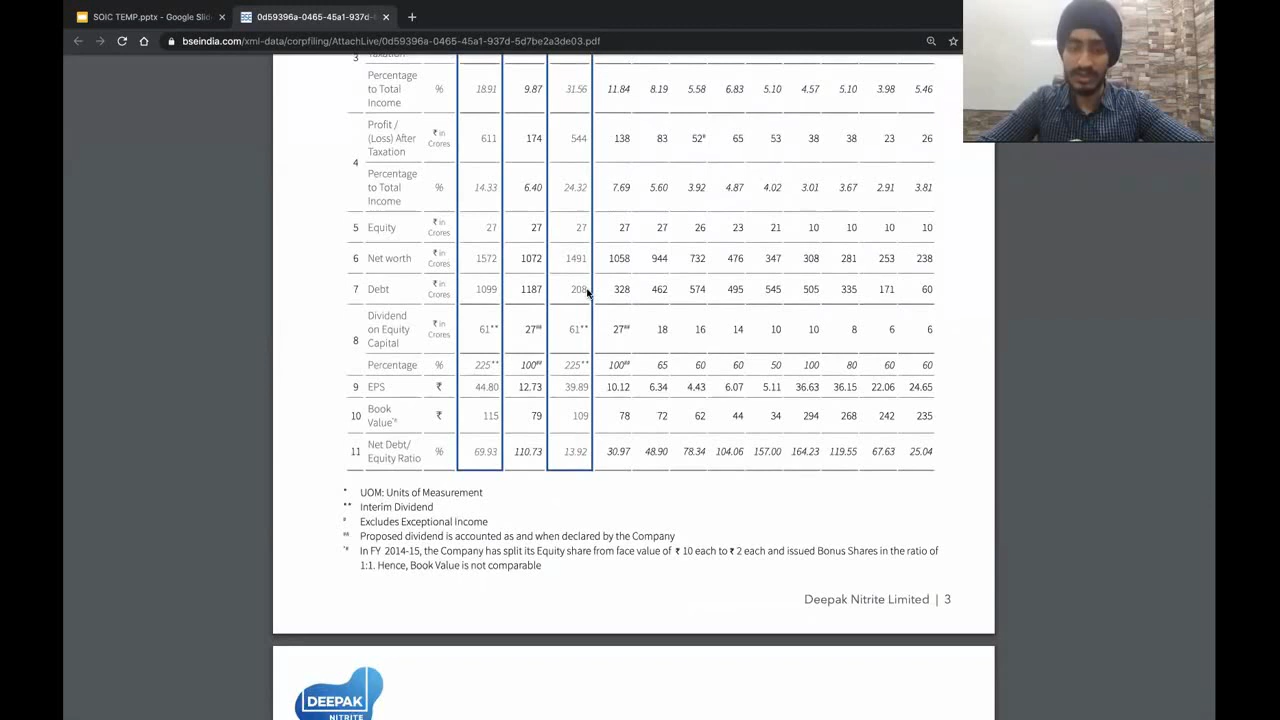 SOIC TEMP.pptx - Google Slid
0d59396a-0465-45a1-937d-
bseindia.com/xml-data/corpfiling/AttachLive/0d59396a-0465-45a1-937d-5d7be2a3de03.pdf
3 Taxation
Percentage to Total Income % 18.91 9.87 31.56 11.84 8.19 5.58 6.83 5.10 4.57 5.10 3.98 5.46
4
Profit / (Loss) After Taxation ₹ in Crores 611 174 544 138 83 52# 65 53 38 38 23 26
Percentage to Total Income % 14.33 6.40 24.32 7.69 5.60 3.92 4.87 4.02 3.01 3.67 2.91 3.81
5 Equity ₹ in Crores 27 27 27 27 27 26 23 21 10 10 10 10
6 Net worth ₹ in Crores 1572 1072 1491 1058 944 732 476 347 308 281 253 238
7 Debt ₹ in Crores 1099 1187 208 328 462 574 495 545 505 335 171 60
8
Dividend on Equity Capital ₹ in Crores 61** 27## 61** 27## 18 16 14 10 10 8 6 6
Percentage % 225** 100## 225** 100## 65 60 60 50 100 80 60 60
9 EPS ₹ 44.80 12.73 39.89 10.12 6.34 4.43 6.07 5.11 36.63 36.15 22.06 24.65
10 Book Value*# ₹ 115 79 109 78 72 62 44 34 294 268 242 235
11 Net Debt/ Equity Ratio % 69.93 110.73 13.92 30.97 48.90 78.34 104.06 157.00 164.23 119.55 67.63 25.04
* UOM: Units of Measurement
** Interim Dividend
# Excludes Exceptional Income
## Proposed dividend is accounted as and when declared by the Company
*# In FY 2014-15, the Company has split its Equity share from face value of ₹ 10 each to ₹ 2 each and issued Bonus Shares in the ratio of
1:1. Hence, Book Value is not comparable
Deepak Nitrite Limited | 3
DEEPAK
NITRITE